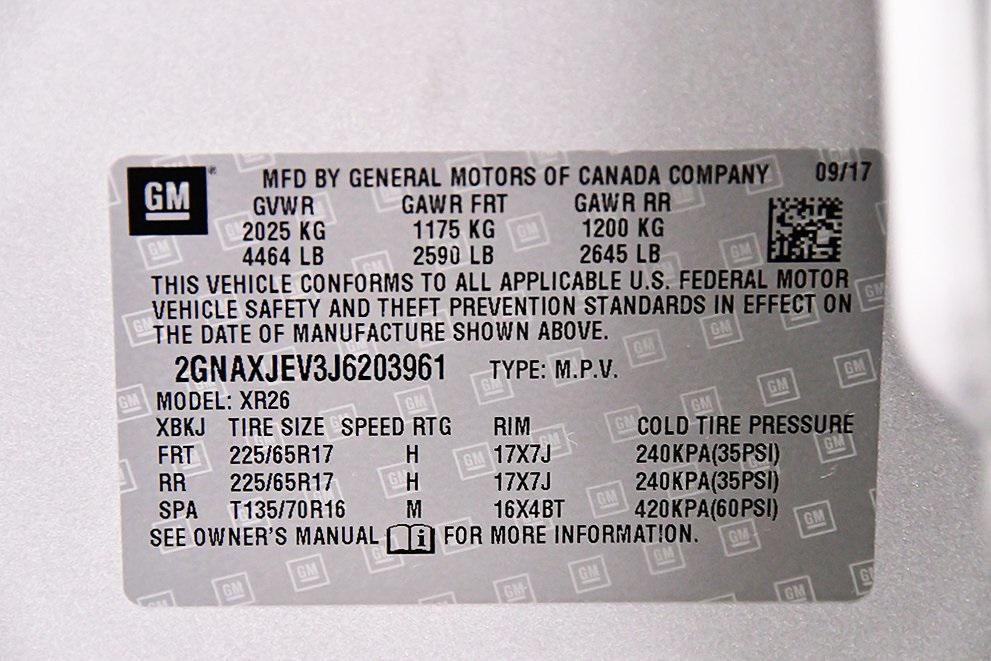 GM MFD BY GENERAL MOTORS OF CANADA COMPANY 09/17
GVWR GAWR FRT GAWR RR
2025 KG 1175 KG 1200 KG
4464 LB 2590 LB 2645 LB
THIS VEHICLE CONFORMS TO ALL APPLICABLE U.S. FEDERAL MOTOR
VEHICLE SAFETY AND THEFT PREVENTION STANDARDS IN EFFECT ON
THE DATE OF MANUFACTURE SHOWN ABOVE.
2GNAXJEV3J6203961 TYPE: M.P.V.
MODEL: XR26
XBKJ TIRE SIZE SPEED RTG RIM COLD TIRE PRESSURE
FRT 225/65R17 H 17X7J 240KPA(35PSI)
RR 225/65R17 H 17X7J 240KPA(35PSI)
SPA T135/70R16 M 16X4BT 420KPA(60PSI)
SEE OWNER'S MANUAL i FOR MORE INFORMATION.